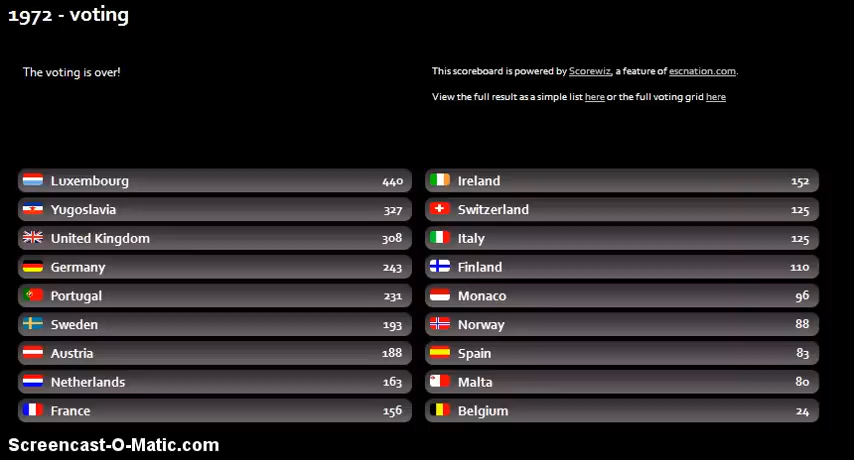 1972 - voting
The voting is over!
This scoreboard is powered by Scorewiz, a feature of escnation.com.
View the full result as a simple list here or the full voting grid here
Luxembourg 440
Yugoslavia 327
United Kingdom 308
Germany 243
Portugal 231
Sweden 193
Austria 188
Netherlands 163
France 156
Ireland 152
Switzerland 125
Italy 125
Finland 110
Monaco 96
Norway 88
Spain 83
Malta 80
Belgium 24
Screencast-O-Matic.com